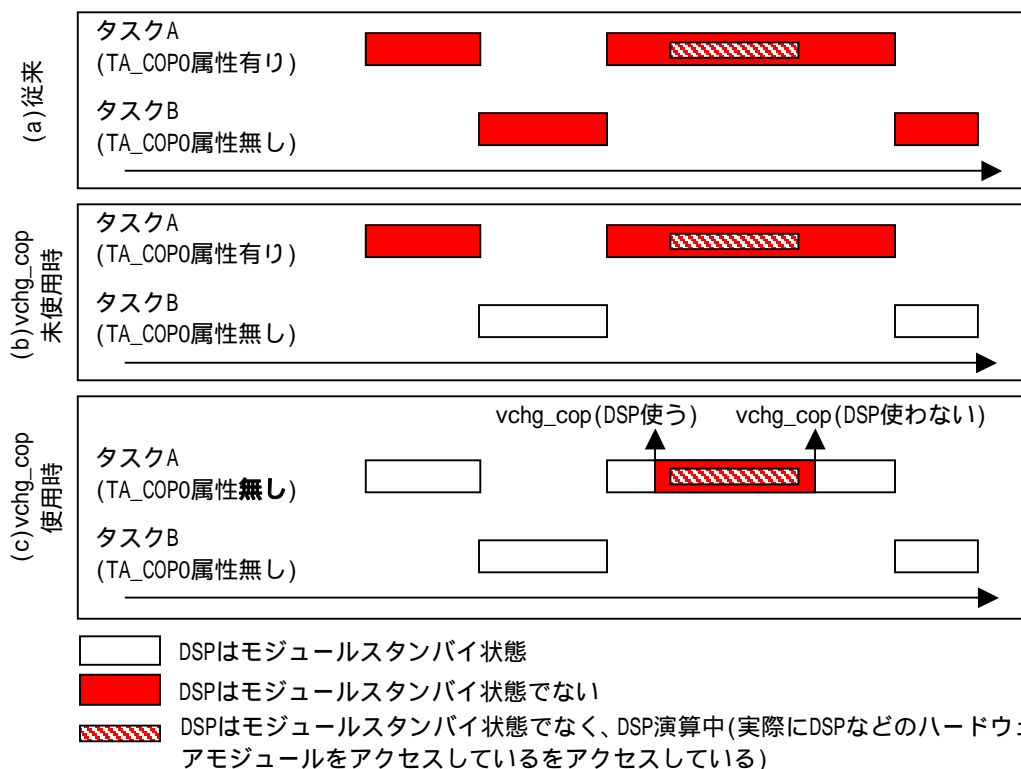 (a)従来
タスクA
(TA_COP0属性有り)
タスクB
(TA_COP0属性無し)
(b)vchg_cop
未使用時
タスクA
(TA_COP0属性有り)
タスクB
(TA_COP0属性無し)
(c)vchg_cop
使用時
vchg_cop(DSP使う) vchg_cop(DSP使わない)
タスクA
(TA_COP0属性無し)
タスクB
(TA_COP0属性無し)
DSPはモジュールスタンバイ状態
DSPはモジュールスタンバイ状態でない
DSPはモジュールスタンバイ状態でなく、DSP演算中(実際にDSPなどのハードウェ
アモジュールをアクセスしているをアクセスしている)